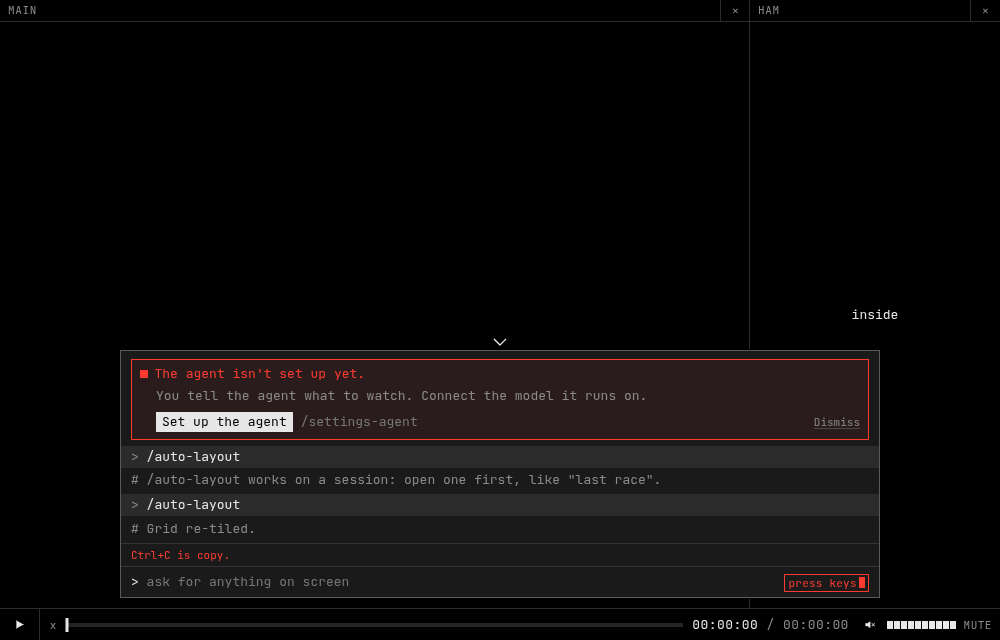 MAIN × HAM ×
inside
The agent isn't set up yet.
You tell the agent what to watch. Connect the model it runs on.
Set up the agent /settings-agent Dismiss
> /auto-layout
# /auto-layout works on a session: open one first, like "last race".
> /auto-layout
# Grid re-tiled.
Ctrl+C is copy.
> ask for anything on screen press keys
x 00:00:00 / 00:00:00 MUTE